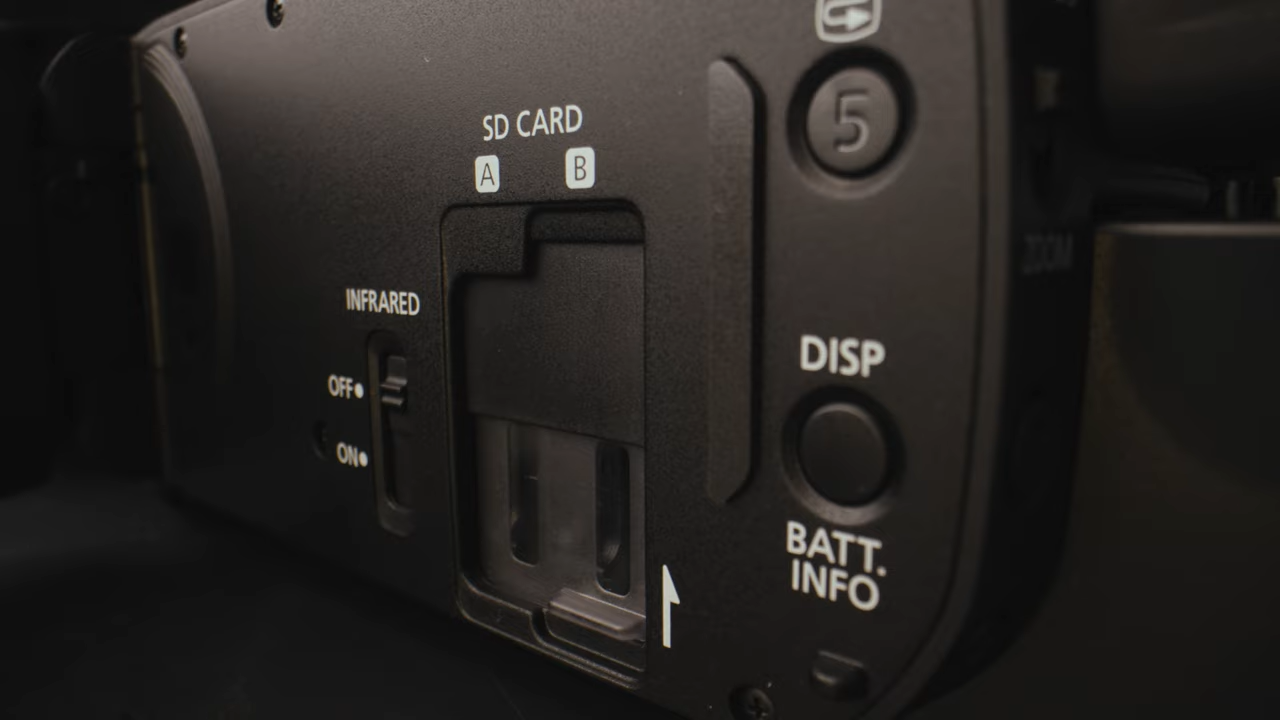 SD CARD
A B
5
INFRARED
OFF
ON
DISP
BATT.
INFO
ZOOM